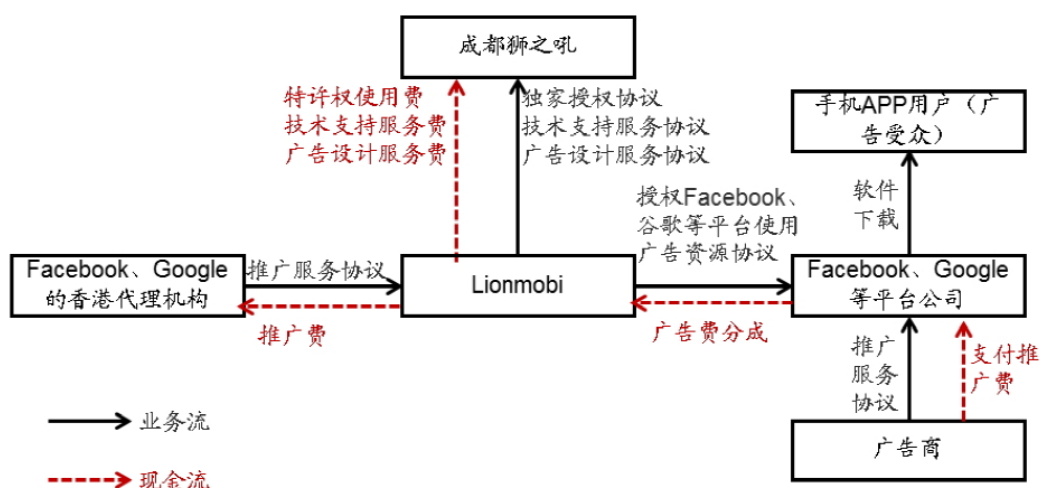 成都狮之吼
特许权使用费
技术支持服务费
广告设计服务费
独家授权协议
技术支持服务协议
广告设计服务协议
手机APP用户（广
告受众）
软件
下载
授权Facebook、
谷歌等平台使用
广告资源协议
Facebook、Google
的香港代理机构
推广服务协议
推广费
Lionmobi
广告费分成
Facebook、Google
等平台公司
推广
服务
协议
支付推
广费
广告商
业务流
现金流